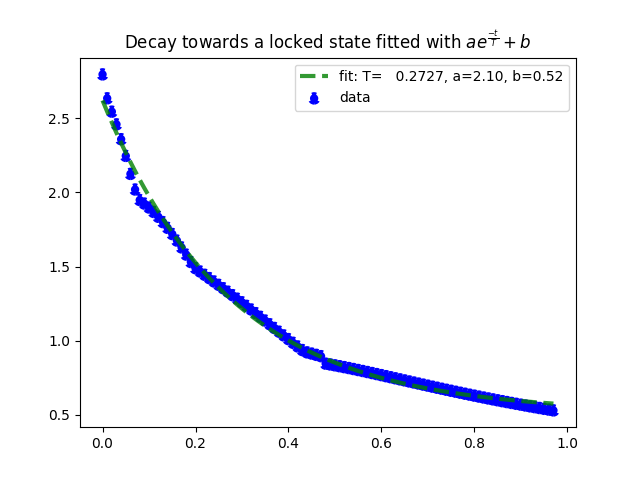 Decay towards a locked state fitted with $ae^{\frac{-t}{T}} + b$
fit: T= 0.2727, a=2.10, b=0.52
data
2.5
2.0
1.5
1.0
0.5
0.0 0.2 0.4 0.6 0.8 1.0